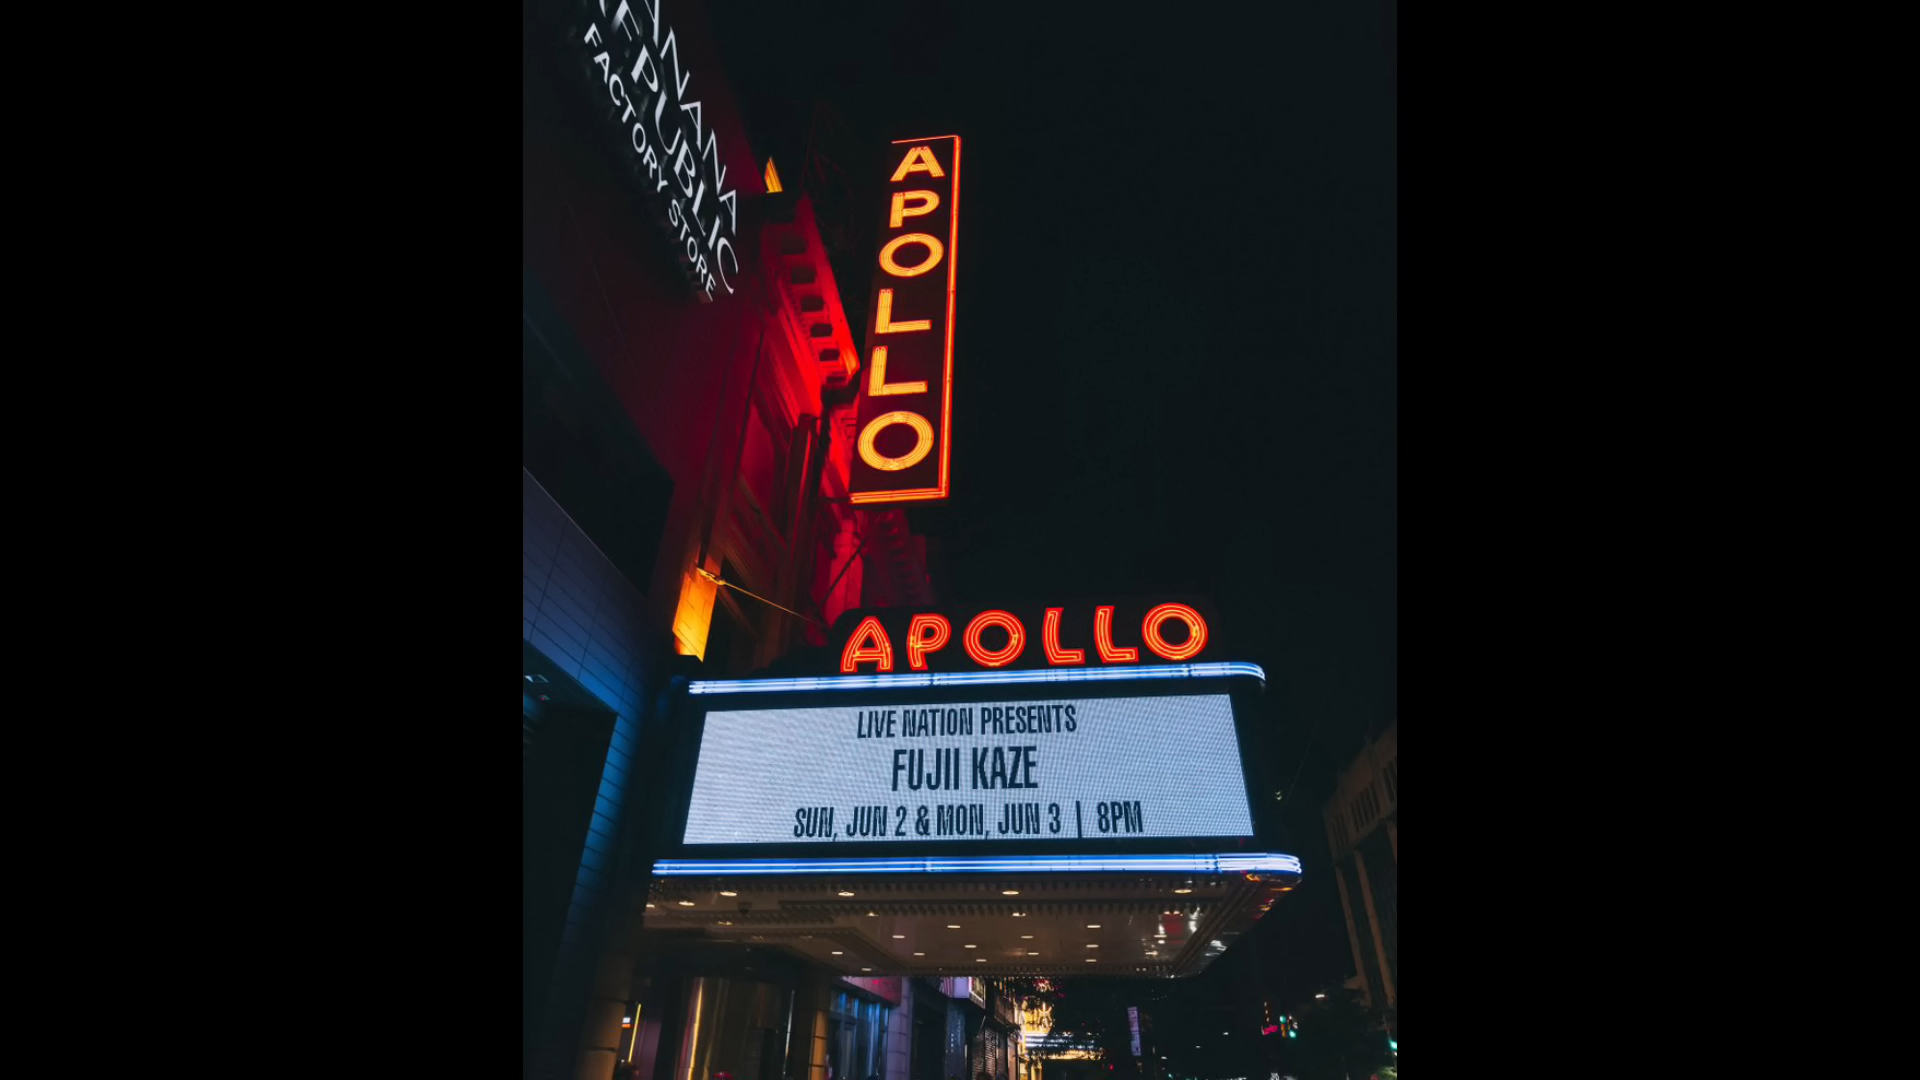 BANANA
REPUBLIC
FACTORY STORE
APOLLO
APOLLO
LIVE NATION PRESENTS
FUJII KAZE
SUN, JUN 2 & MON, JUN 3 | 8PM